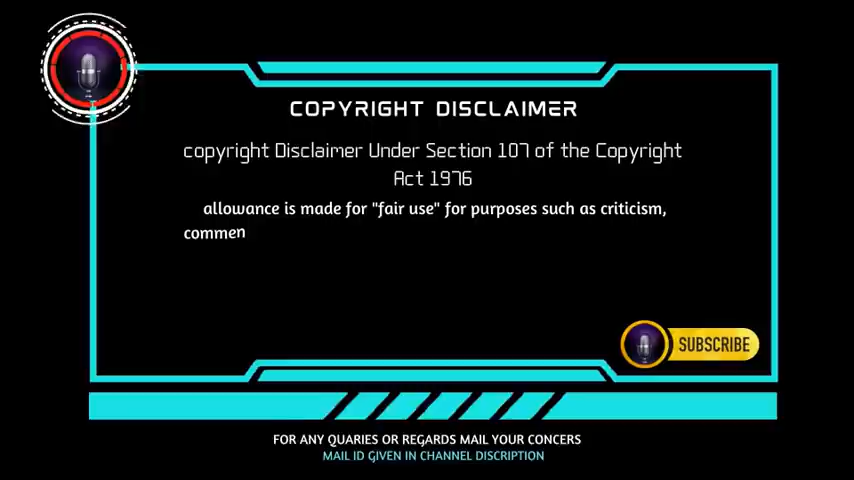 COPYRIGHT DISCLAIMER
copyright Disclaimer Under Section 107 of the Copyright
Act 1976
allowance is made for "fair use" for purposes such as criticism,
commen
SUBSCRIBE
FOR ANY QUARIES OR REGARDS MAIL YOUR CONCERS
MAIL ID GIVEN IN CHANNEL DISCRIPTION